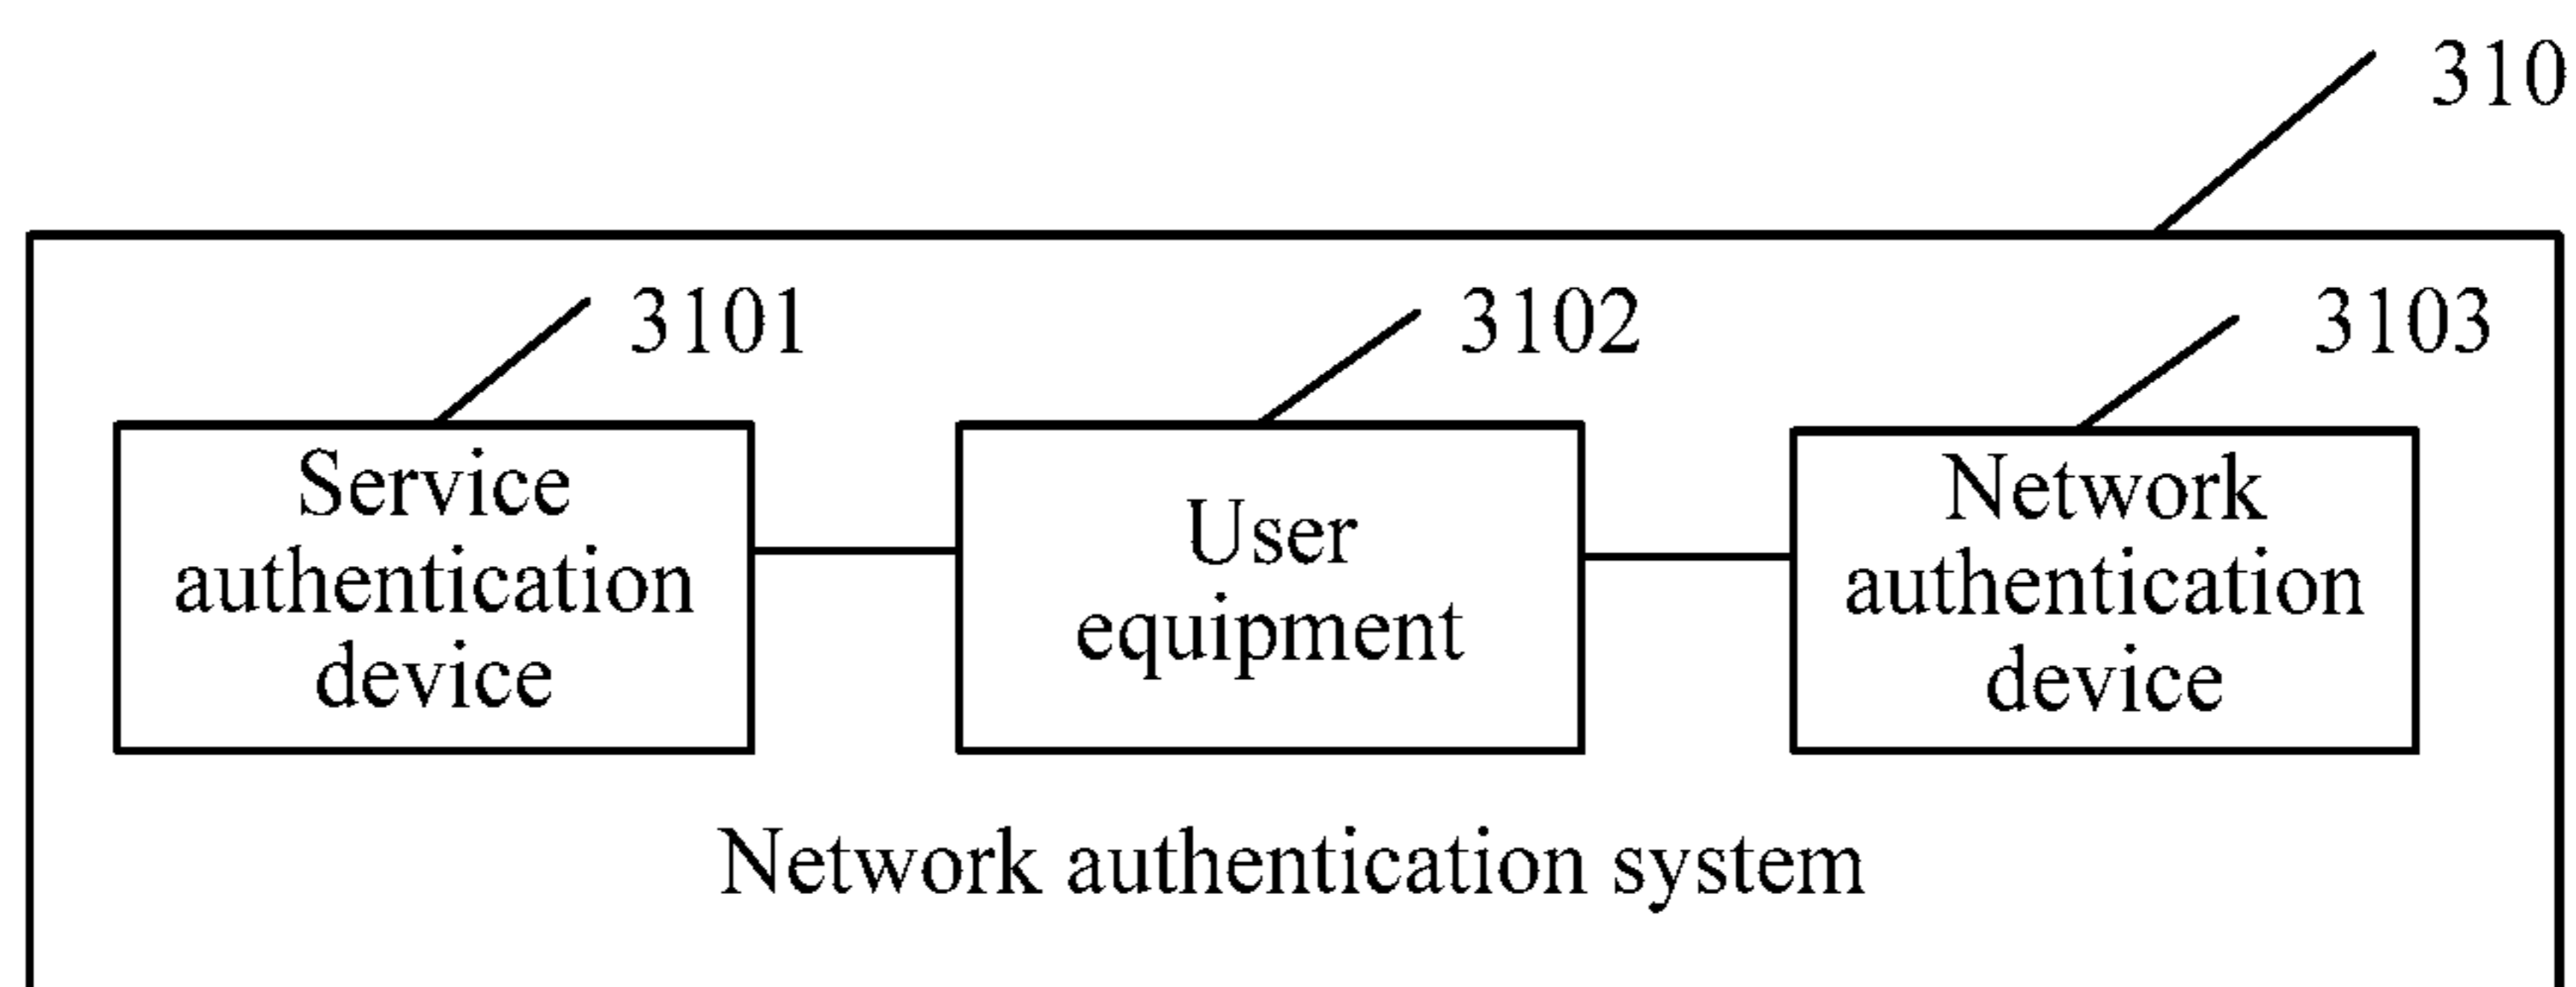 310
3101
3102
3103
Service
authentication
device
User
equipment
Network
authentication
device
Network authentication system